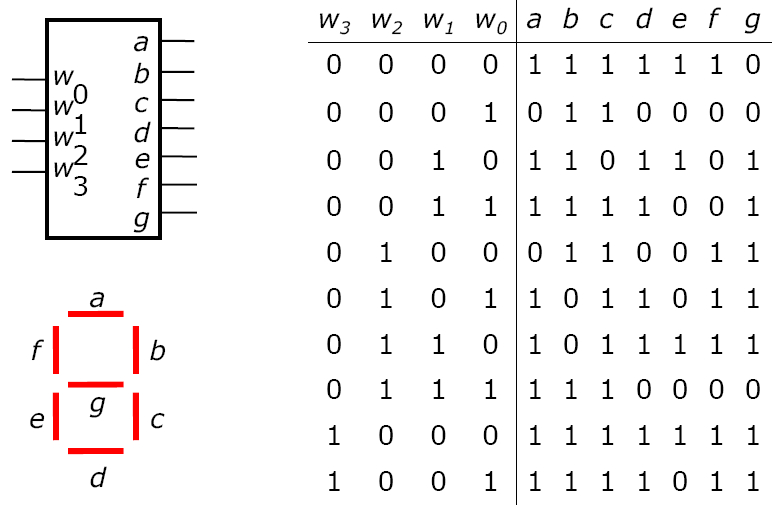 a
b
c
d
e
f
g
w0
w1
w2
w3
a
f b
g
e c
d
w3 w2 w1 w0 a b c d e f g
0 0 0 0 1 1 1 1 1 1 0
0 0 0 1 0 1 1 0 0 0 0
0 0 1 0 1 1 0 1 1 0 1
0 0 1 1 1 1 1 1 0 0 1
0 1 0 0 0 1 1 0 0 1 1
0 1 0 1 1 0 1 1 0 1 1
0 1 1 0 1 0 1 1 1 1 1
0 1 1 1 1 1 1 0 0 0 0
1 0 0 0 1 1 1 1 1 1 1
1 0 0 1 1 1 1 1 0 1 1